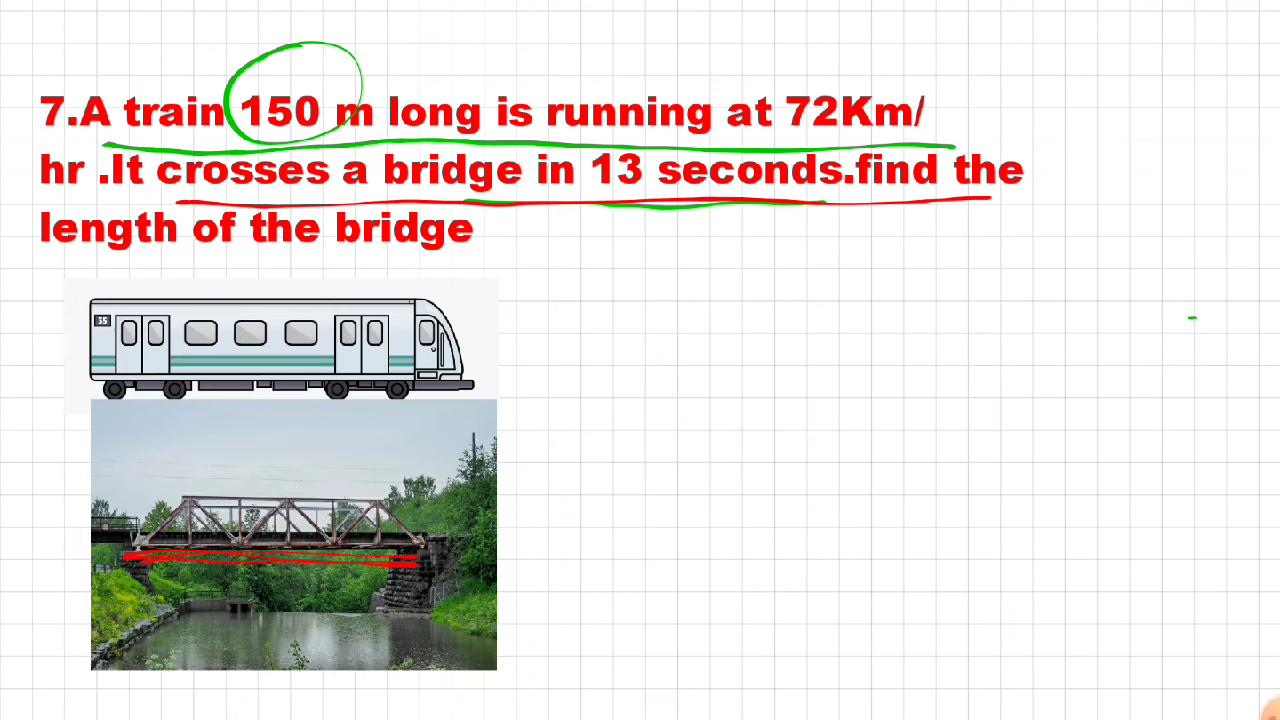 7.A train 150 m long is running at 72Km/
hr .It crosses a bridge in 13 seconds.find the
length of the bridge
35